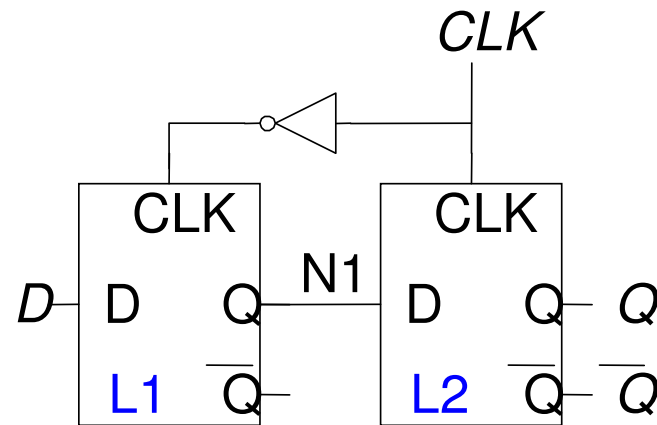 CLK
CLK CLK
N1
D D Q D Q Q
L1 Q L2 Q Q